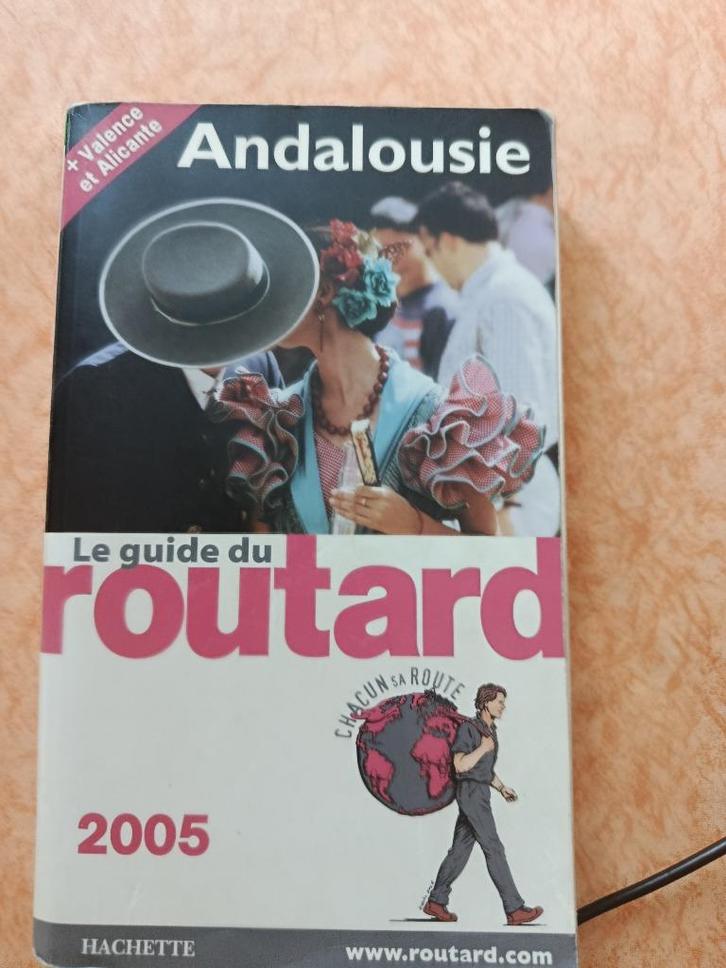 + Valence
et Alicante
Andalousie
Le guide du
routard
CHACUN SA ROUTE
2005
HACHETTE
www.routard.com